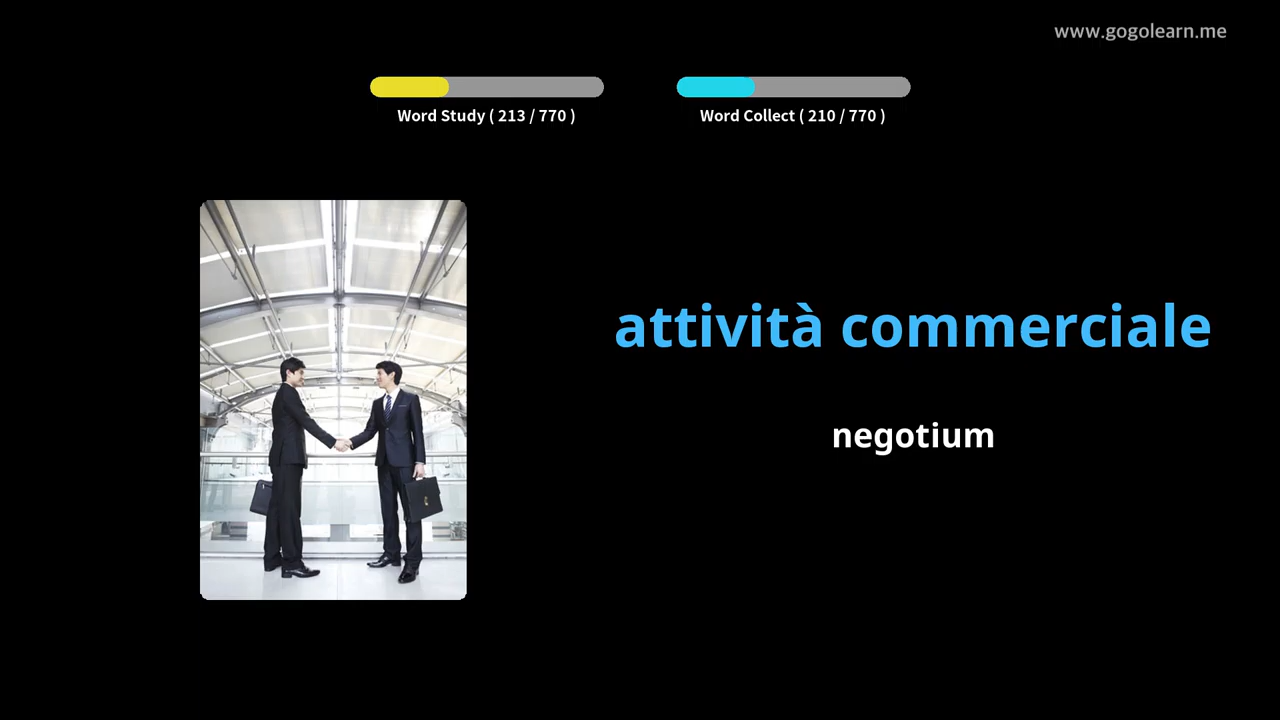 www.gogolearn.me
Word Study ( 213 / 770 )
Word Collect ( 210 / 770 )
attività commerciale
negotium